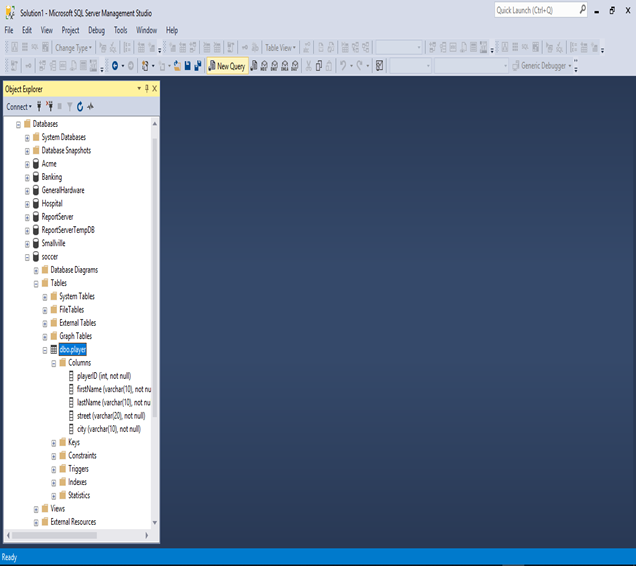 Solution1 - Microsoft SQL Server Management Studio
Quick Launch (Ctrl+Q)
File Edit View Project Debug Tools Window Help
Change Type
Table View
New Query
Generic Debugger
Object Explorer
Connect
Databases
System Databases
Database Snapshots
Acme
Banking
GeneralHardware
Hospital
ReportServer
ReportServerTempDB
Smallville
soccer
Database Diagrams
Tables
System Tables
FileTables
External Tables
Graph Tables
dbo.player
Columns
playerID (int, not null)
firstName (varchar(10), not nu
lastName (varchar(10), not nu
street (varchar(20), not null)
city (varchar(10), not null)
Keys
Constraints
Triggers
Indexes
Statistics
Views
External Resources
Ready